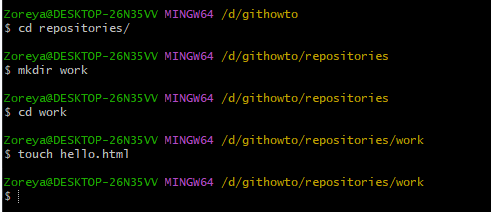 Zoreya@DESKTOP-26N35VV MINGW64 /d/githowto
$ cd repositories/
Zoreya@DESKTOP-26N35VV MINGW64 /d/githowto/repositories
$ mkdir work
Zoreya@DESKTOP-26N35VV MINGW64 /d/githowto/repositories
$ cd work
Zoreya@DESKTOP-26N35VV MINGW64 /d/githowto/repositories/work
$ touch hello.html
Zoreya@DESKTOP-26N35VV MINGW64 /d/githowto/repositories/work
$